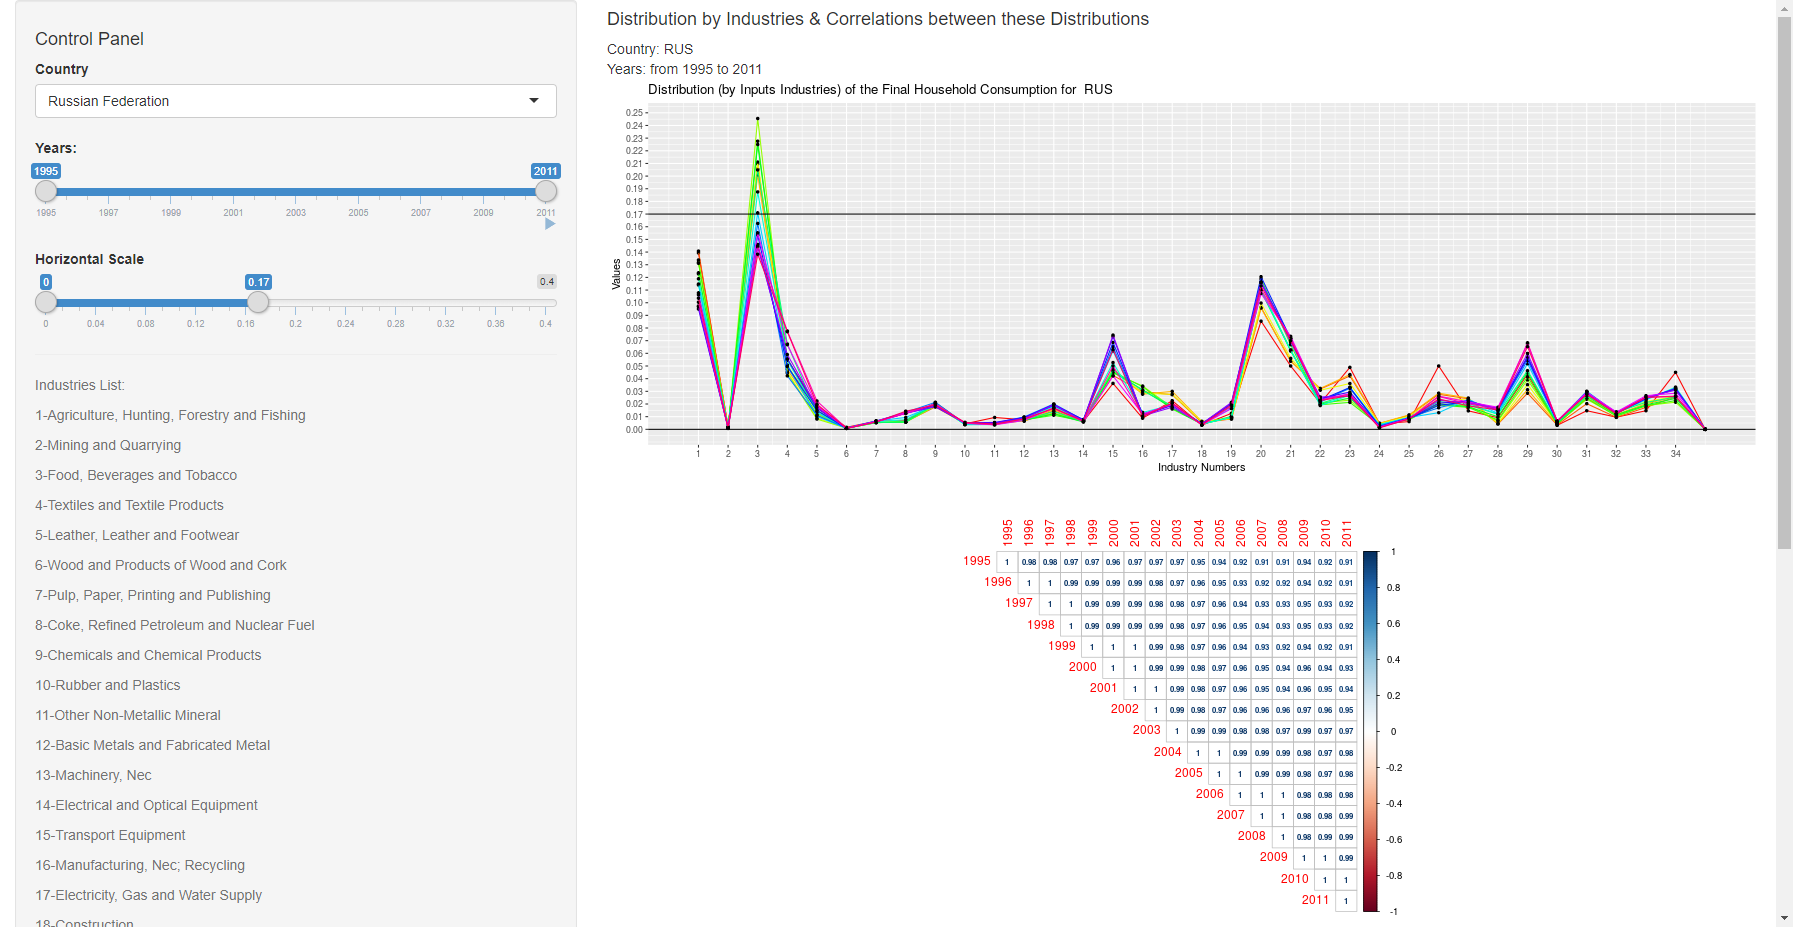 Control Panel
Country
Russian Federation
Years:
1995 2011
1995 1997 1999 2001 2003 2005 2007 2009 2011
Horizontal Scale
0 0.17 0.4
0 0.04 0.08 0.12 0.16 0.2 0.24 0.28 0.32 0.36 0.4
Industries List:
1-Agriculture, Hunting, Forestry and Fishing
2-Mining and Quarrying
3-Food, Beverages and Tobacco
4-Textiles and Textile Products
5-Leather, Leather and Footwear
6-Wood and Products of Wood and Cork
7-Pulp, Paper, Printing and Publishing
8-Coke, Refined Petroleum and Nuclear Fuel
9-Chemicals and Chemical Products
10-Rubber and Plastics
11-Other Non-Metallic Mineral
12-Basic Metals and Fabricated Metal
13-Machinery, Nec
14-Electrical and Optical Equipment
15-Transport Equipment
16-Manufacturing, Nec; Recycling
17-Electricity, Gas and Water Supply
18-Construction
Distribution by Industries & Correlations between these Distributions
Country: RUS
Years: from 1995 to 2011
Distribution (by Inputs Industries) of the Final Household Consumption for RUS
0.25
0.24
0.23
0.22
0.21
0.20
0.19
0.18
0.17
0.16
0.15
0.14
0.13
0.12
0.11
0.10
0.09
0.08
0.07
0.06
0.05
0.04
0.03
0.02
0.01
0.00
Values
1 2 3 4 5 6 7 8 9 10 11 12 13 14 15 16 17 18 19 20 21 22 23 24 25 26 27 28 29 30 31 32 33 34
Industry Numbers
1995 1996 1997 1998 1999 2000 2001 2002 2003 2004 2005 2006 2007 2008 2009 2010 2011
1995 1 0.98 0.98 0.97 0.97 0.96 0.97 0.97 0.97 0.95 0.94 0.92 0.91 0.91 0.94 0.92 0.91
1996 1 1 0.99 0.99 0.99 0.99 0.98 0.97 0.96 0.95 0.93 0.92 0.92 0.94 0.92 0.91
1997 1 1 0.99 0.99 0.99 0.98 0.98 0.97 0.96 0.94 0.93 0.93 0.95 0.93 0.92
1998 1 0.99 0.99 0.99 0.99 0.98 0.97 0.96 0.95 0.94 0.93 0.95 0.93 0.92
1999 1 1 1 0.99 0.98 0.97 0.96 0.94 0.93 0.92 0.94 0.92 0.91
2000 1 1 0.99 0.99 0.98 0.97 0.96 0.95 0.94 0.96 0.94 0.93
2001 1 1 0.99 0.98 0.97 0.96 0.95 0.94 0.96 0.95 0.94
2002 1 0.99 0.98 0.97 0.96 0.96 0.96 0.97 0.96 0.95
2003 1 0.99 0.99 0.98 0.98 0.97 0.99 0.97 0.97
2004 1 1 0.99 0.99 0.99 0.98 0.97 0.98
2005 1 1 0.99 0.99 0.98 0.97 0.98
2006 1 1 1 0.98 0.98 0.98
2007 1 1 0.98 0.98 0.99
2008 1 0.98 0.99 0.99
2009 1 1 0.99
2010 1 1
2011 1
1
0.8
0.6
0.4
0.2
0
-0.2
-0.4
-0.6
-0.8
-1